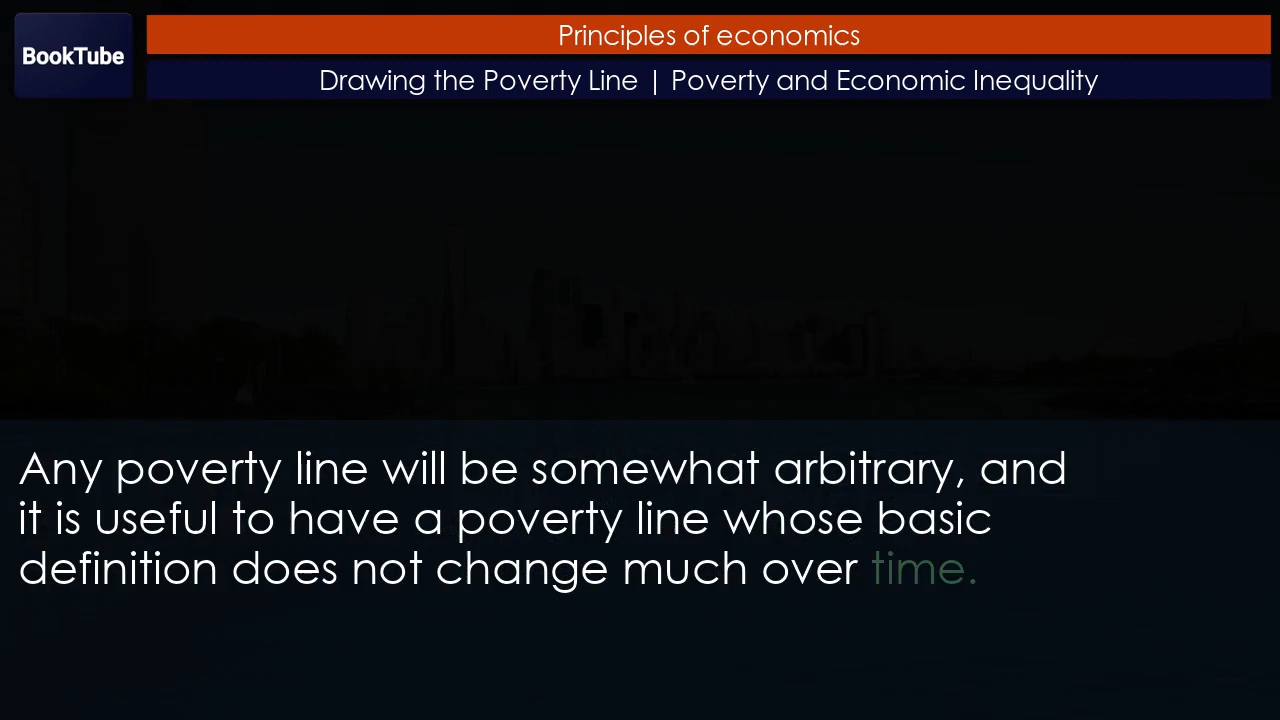 BookTube
Principles of economics
Drawing the Poverty Line | Poverty and Economic Inequality
Any poverty line will be somewhat arbitrary, and
it is useful to have a poverty line whose basic
definition does not change much over time.